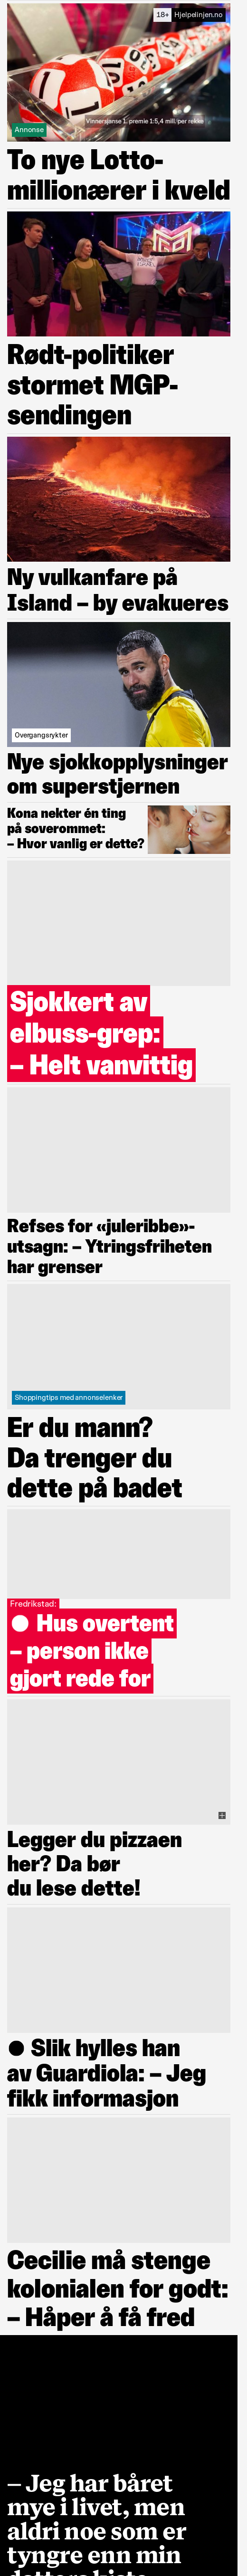 18+ Hjelpelinjen.no
Vinnersjanse 1. premie 1:5,4 mill. per rekke
Annonse
To nye Lotto-
millionærer i kveld
Rødt-politiker
stormet MGP-
sendingen
Ny vulkanfare på
Island – by evakueres
Overgangsrykter
Nye sjokkopplysninger
om superstjernen
Kona nekter én ting
på soverommet:
– Hvor vanlig er dette?
Sjokkert av
elbuss-grep:
– Helt vanvittig
Refses for «juleribbe»-
utsagn: – Ytringsfriheten
har grenser
Shoppingtips med annonselenker
Er du mann?
Da trenger du
dette på badet
Fredrikstad:
● Hus overtent
– person ikke
gjort rede for
Legger du pizzaen
her? Da bør
du lese dette!
● Slik hylles han
av Guardiola: – Jeg
fikk informasjon
Cecilie må stenge
kolonialen for godt:
– Håper å få fred
– Jeg har båret
mye i livet, men
aldri noe som er
tyngre enn min